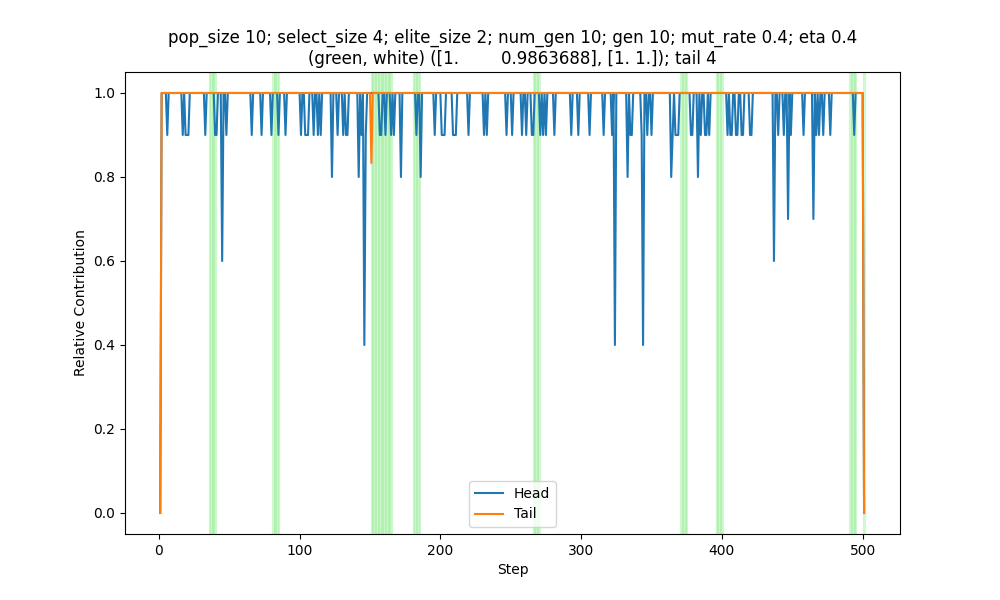 pop_size 10; select_size 4; elite_size 2; num_gen 10; gen 10; mut_rate 0.4; eta 0.4
(green, white) ([1. 0.9863688], [1. 1.]); tail 4
1.0
0.8
0.6
0.4
0.2
0.0
Relative Contribution
Head
Tail
0
100
200
300
400
500
Step